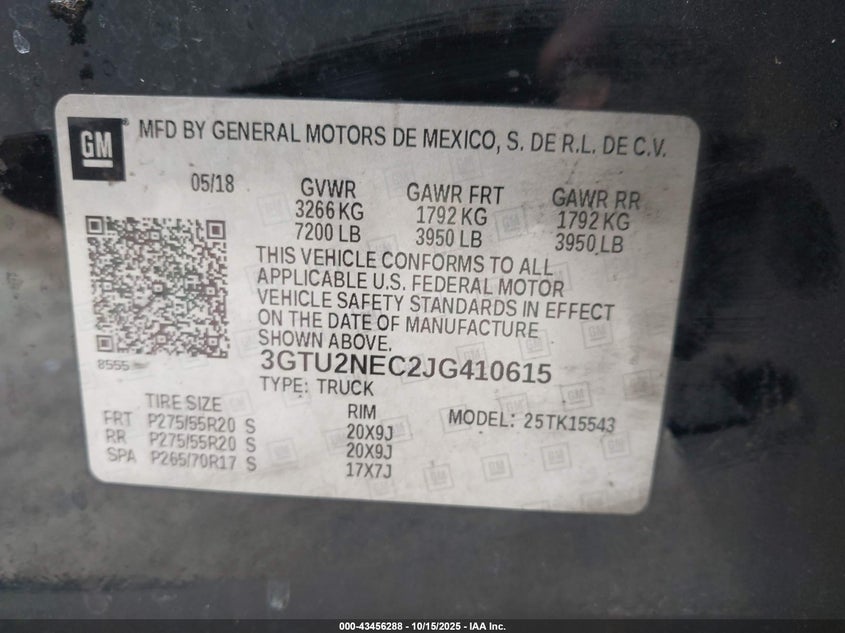 GM
MFD BY GENERAL MOTORS DE MEXICO, S. DE R.L. DE C.V.
05/18 GVWR GAWR FRT GAWR RR
3266 KG 1792 KG 1792 KG
7200 LB 3950 LB 3950 LB
THIS VEHICLE CONFORMS TO ALL
APPLICABLE U.S. FEDERAL MOTOR
VEHICLE SAFETY STANDARDS IN EFFECT
ON THE DATE OF MANUFACTURE
SHOWN ABOVE.
8555
3GTU2NEC2JG410615
TYPE: TRUCK
TIRE SIZE RIM MODEL: 25TK15543
FRT P275/55R20 S 20X9J
RR P275/55R20 S 20X9J
SPA P265/70R17 S 17X7J
000-43456288 - 10/15/2025 - IAA Inc.